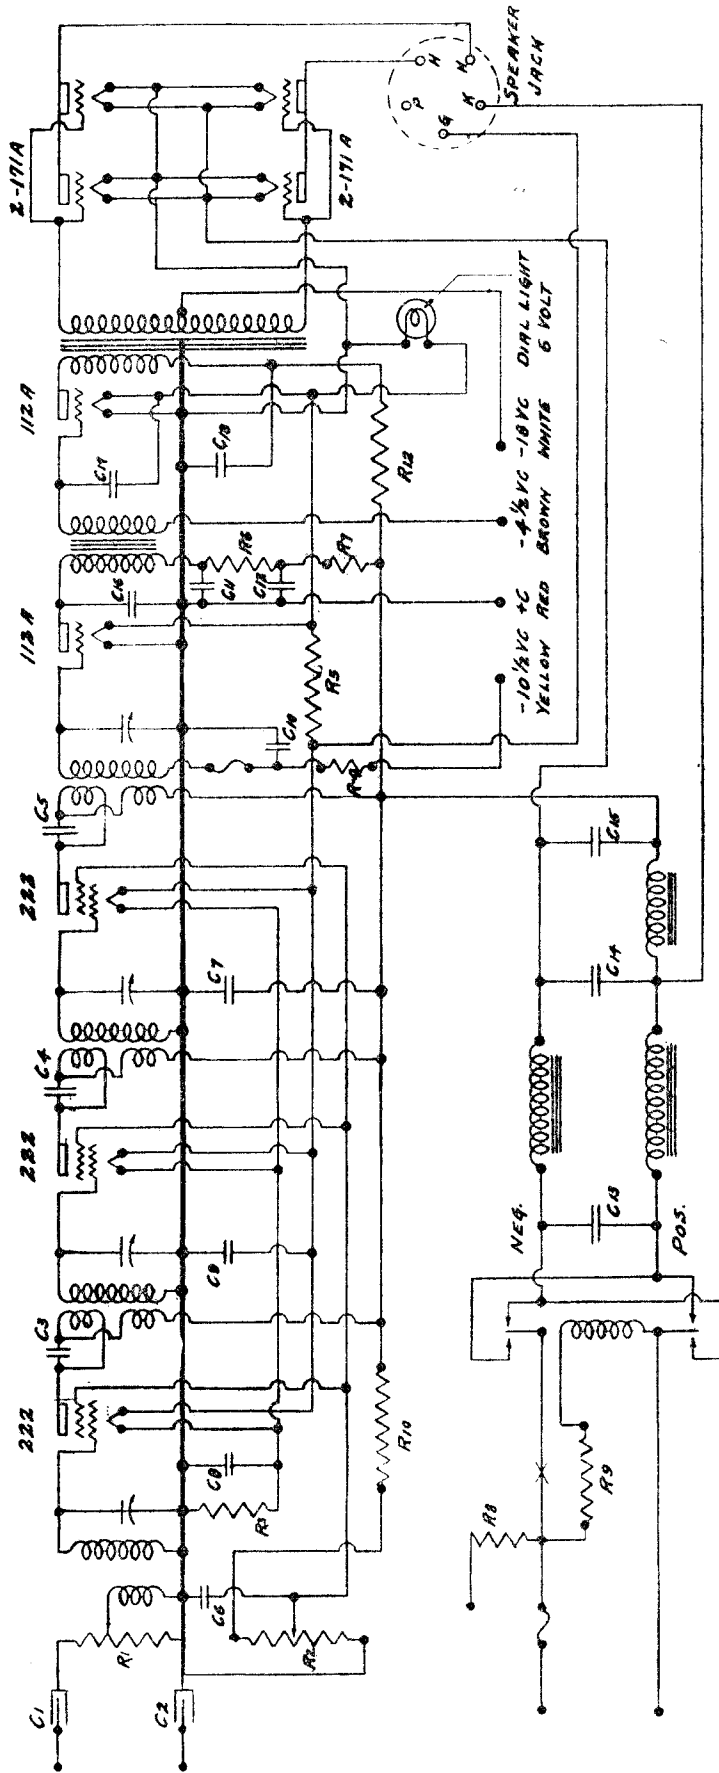 222
222
222
112A
112A
2-171A
C1
C3
C4
C5
C16
C17
R1
C2
C6
R2
R3
C8
C9
C7
C10
R4
R5
C11
R6
C12
R7
C18
R12
R10
2-171A
H
H
P
G
K
SPEAKER
JACK
-10½VC +C -4½VC -18VC DIAL LIGHT
YELLOW RED BROWN WHITE 6 VOLT
R8
R9
NEG.
POS.
C13
C14
C15